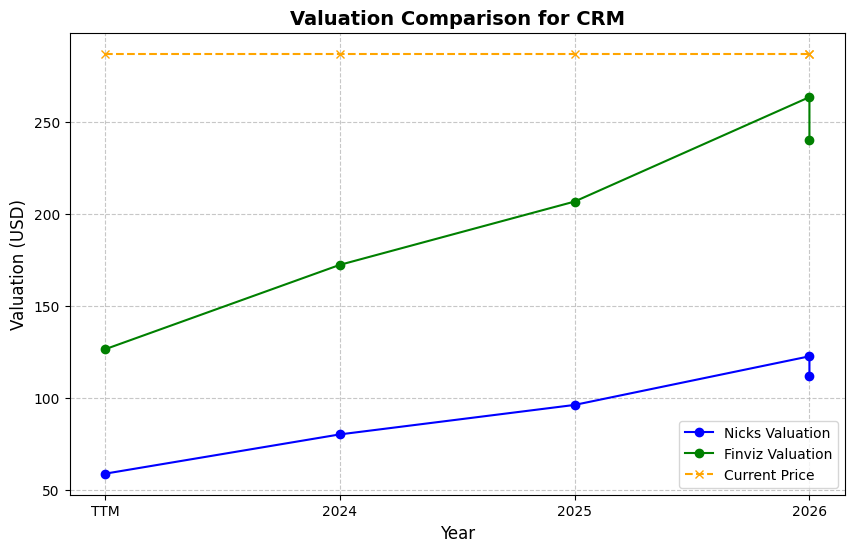 Valuation Comparison for CRM
Valuation (USD)
250
200
150
100
50
TTM
2024
2025
2026
Year
Nicks Valuation
Finviz Valuation
Current Price